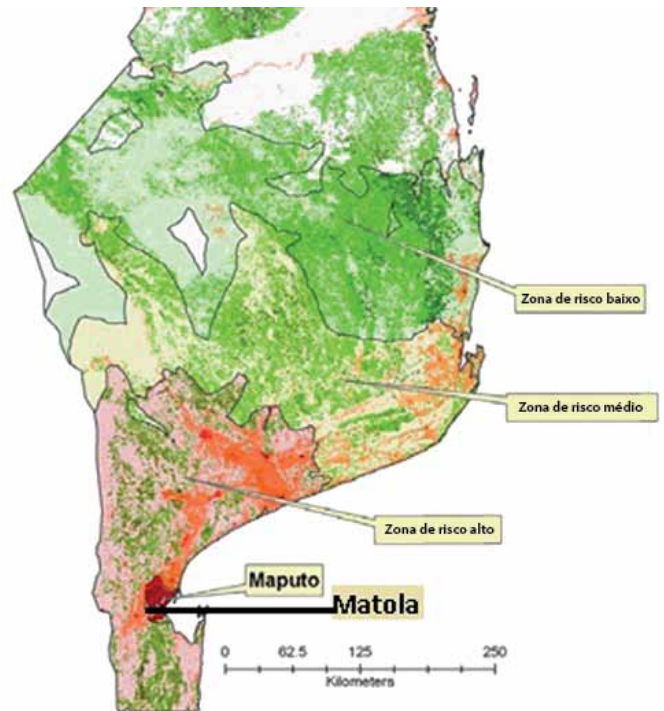 Zona de risco baixo
Zona de risco médio
Zona de risco alto
Maputo
Matola
0 62.5 125 250
Kilometers